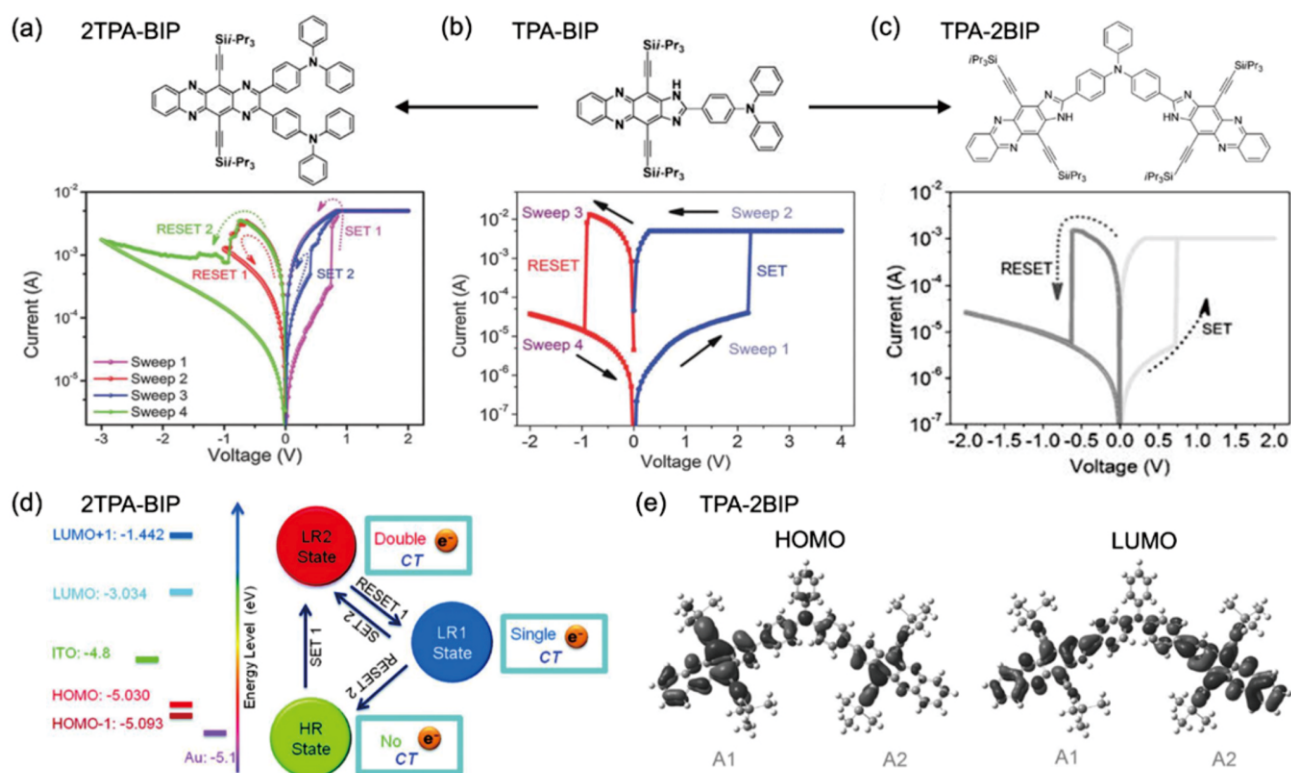 (a) 2TPA-BIP
Sii-Pr3
N
N
N
N
N
N
Sii-Pr3
Current (A)
10-2
10-3
10-4
10-5
RESET 2
RESET 1
SET 1
SET 2
Sweep 1
Sweep 2
Sweep 3
Sweep 4
-3 -2 -1 0 1 2
Voltage (V)
(b) TPA-BIP
Sii-Pr3
N
H
N
N
N
N
Sii-Pr3
Current (A)
10-1
10-2
10-3
10-4
10-5
10-6
10-7
Sweep 3
Sweep 2
RESET
SET
Sweep 4
Sweep 1
-2 -1 0 1 2 3 4
Voltage (V)
(c) TPA-2BIP
iPr3Si
SiiPr3
N
N
N
N
NH
HN
N
N
N
SiiPr3
SiiPr3
Current (A)
10-2
10-3
10-4
10-5
10-6
10-7
RESET
SET
-2.0 -1.5 -1.0 -0.5 0.0 0.5 1.0 1.5 2.0
Voltage (V)
(d) 2TPA-BIP
LUMO+1: -1.442
LUMO: -3.034
ITO: -4.8
HOMO: -5.030
HOMO-1: -5.093
Au: -5.1
Energy Level (eV)
LR2
State
Double e-
CT
RESET 1
SET 2
SET 1
LR1
State
Single e-
CT
RESET 2
HR
State
No e-
CT
(e) TPA-2BIP
HOMO LUMO
A1 A2 A1 A2